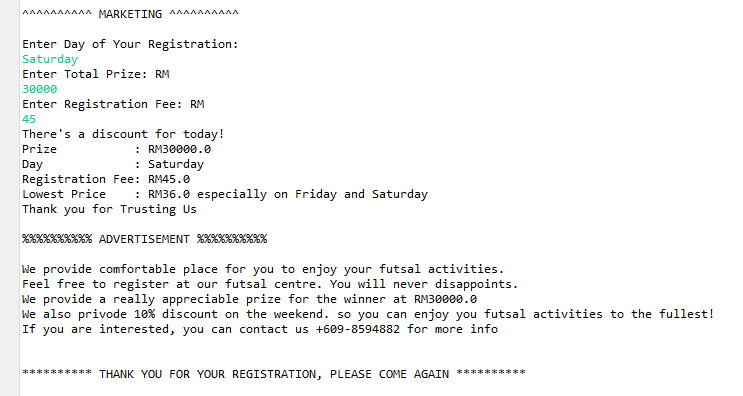 ^^^^^^^^^^ MARKETING ^^^^^^^^^^
Enter Day of Your Registration:
Saturday
Enter Total Prize: RM
30000
Enter Registration Fee: RM
45
There's a discount for today!
Prize           : RM30000.0
Day             : Saturday
Registration Fee: RM45.0
Lowest Price    : RM36.0 especially on Friday and Saturday
Thank you for Trusting Us
%%%%%%%%%% ADVERTISEMENT %%%%%%%%%%
We provide comfortable place for you to enjoy your futsal activities.
Feel free to register at our futsal centre. You will never disappoints.
We provide a really appreciable prize for the winner at RM30000.0
We also privode 10% discount on the weekend. so you can enjoy you futsal activities to the fullest!
If you are interested, you can contact us +609-8594882 for more info
********** THANK YOU FOR YOUR REGISTRATION, PLEASE COME AGAIN **********